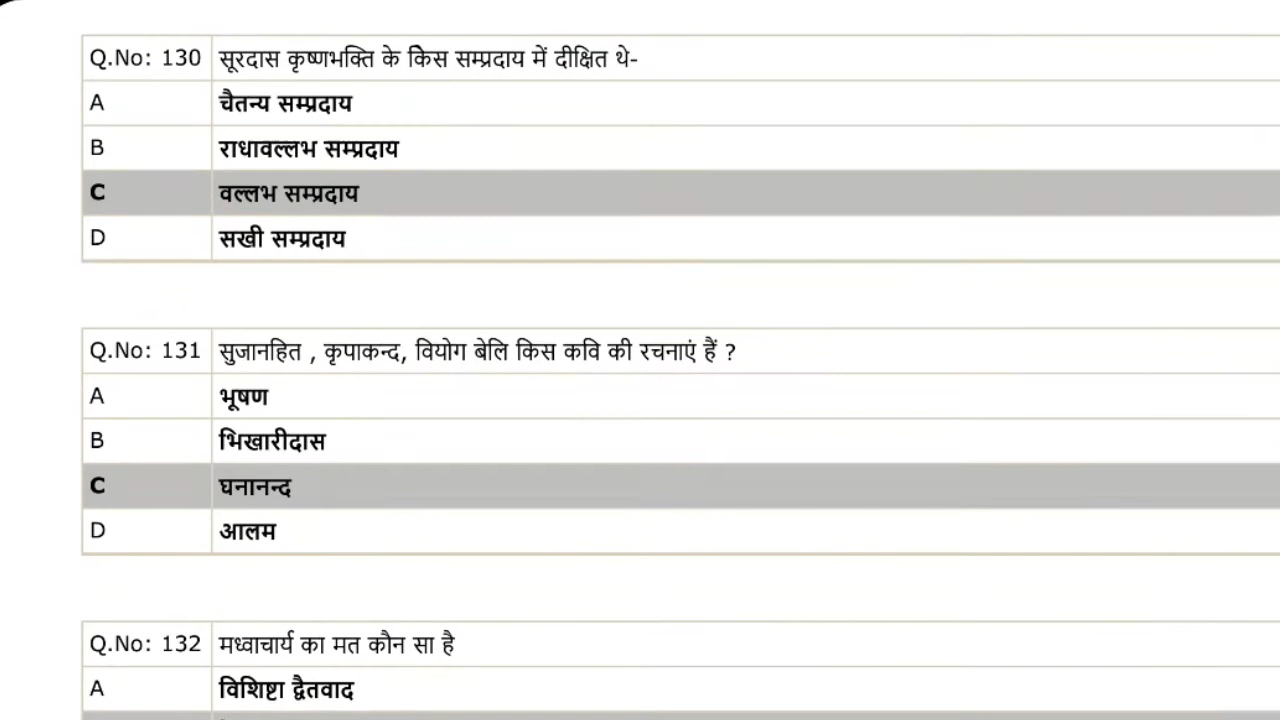 Q.No: 130 सूरदास कृष्णभक्ति के किस सम्प्रदाय में दीक्षित थे-
A चैतन्य सम्प्रदाय
B राधावल्लभ सम्प्रदाय
C वल्लभ सम्प्रदाय
D सखी सम्प्रदाय
Q.No: 131 सुजानहित , कृपाकन्द, वियोग बेलि किस कवि की रचनाएं हैं ?
A भूषण
B भिखारीदास
C घनानन्द
D आलम
Q.No: 132 मध्वाचार्य का मत कौन सा है
A विशिष्टा द्वैतवाद